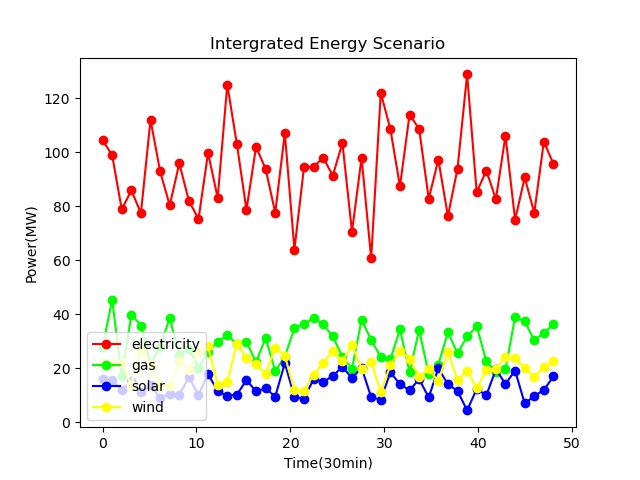 Intergrated Energy Scenario
Power(MW)
120
100
80
60
40
20
0
electricity
gas
solar
wind
0 10 20 30 40 50
Time(30min)